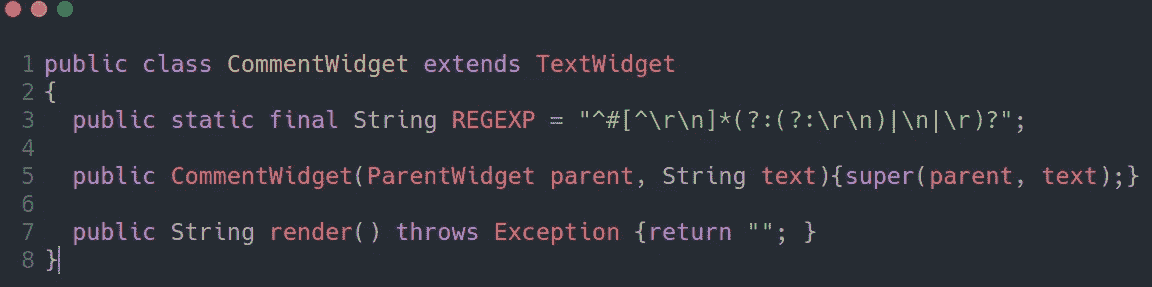 1 public class CommentWidget extends TextWidget
2 {
3   public static final String REGEXP = "^#[^\r\n]*(?:(?:\r\n)|\n|\r)?";
4
5   public CommentWidget(ParentWidget parent, String text){super(parent, text);}
6
7   public String render() throws Exception {return ""; }
8 }